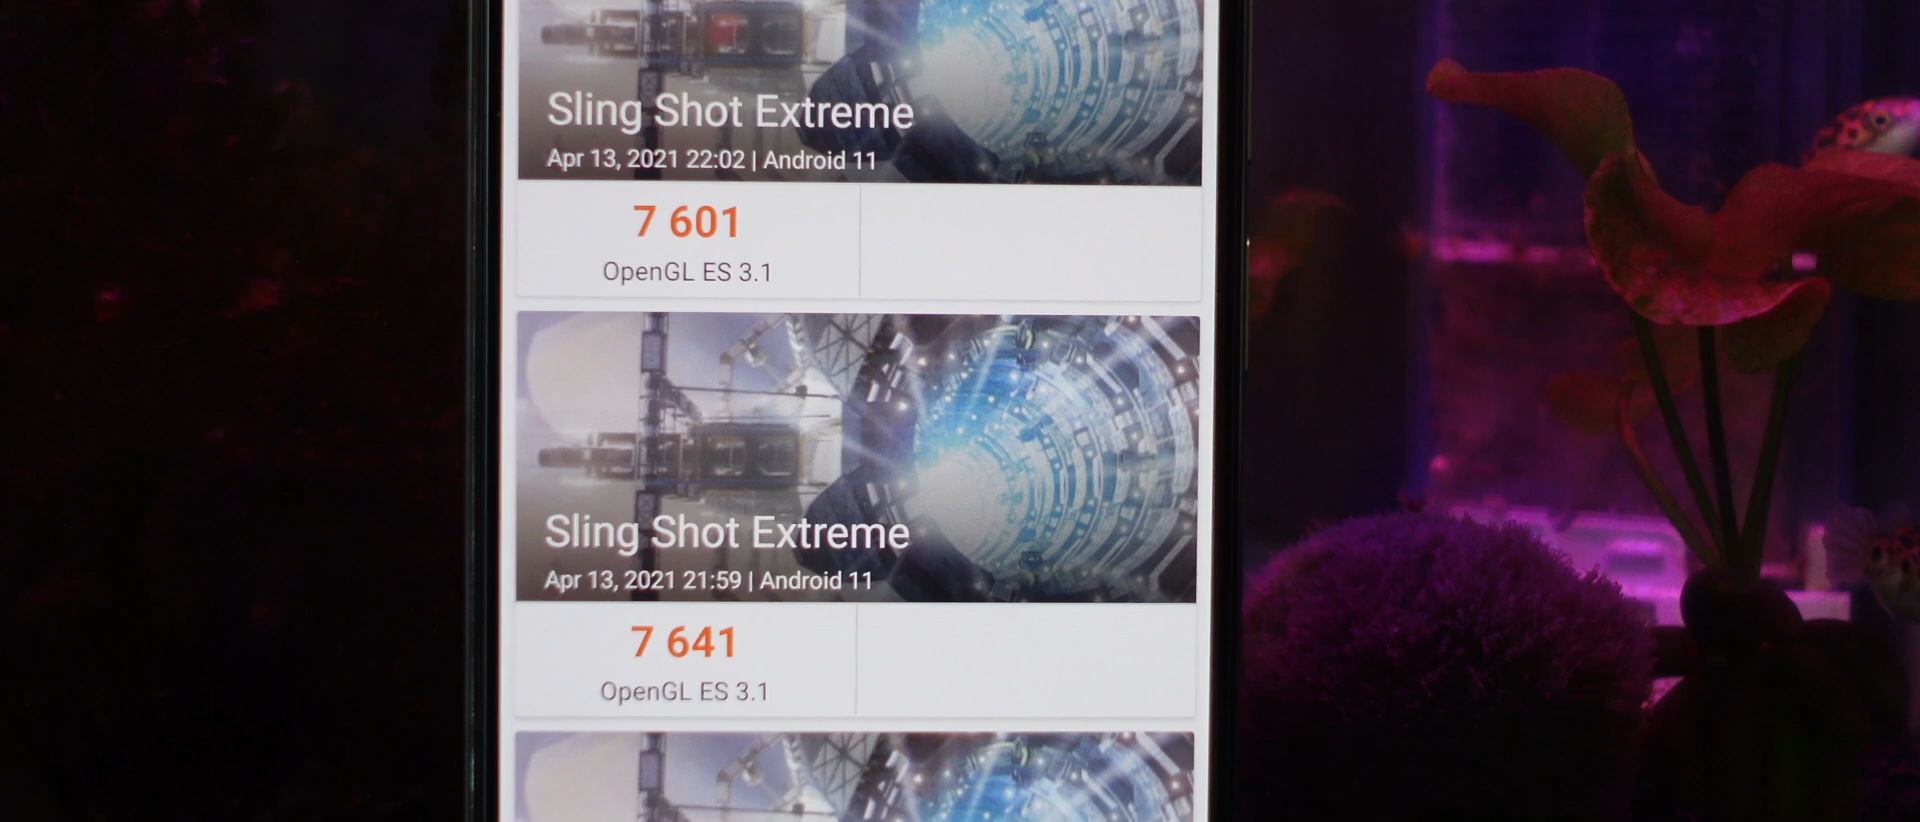 Sling Shot Extreme
Apr 13, 2021 22:02 | Android 11
7 601
OpenGL ES 3.1
Sling Shot Extreme
Apr 13, 2021 21:59 | Android 11
7 641
OpenGL ES 3.1